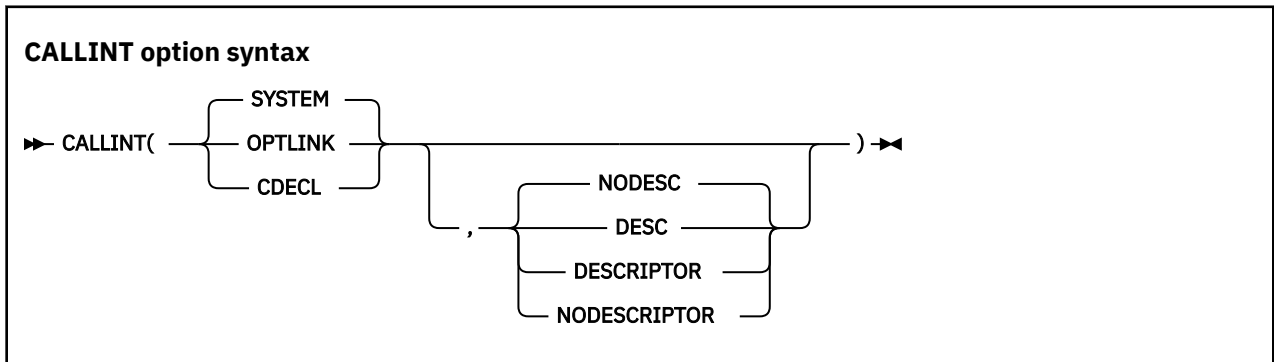 CALLINT option syntax
SYSTEM
CALLINT( OPTLINK )
CDECL
NODESC
, DESC
DESCRIPTOR
NODESCRIPTOR